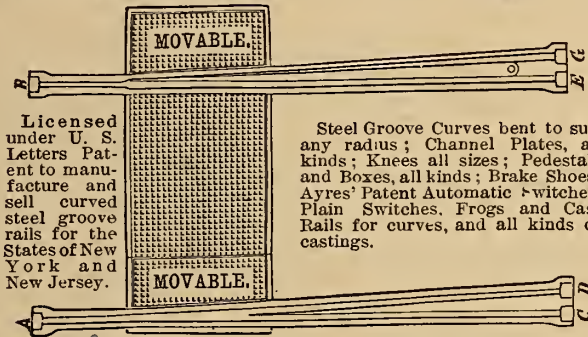 MOVABLE.
B
G
E
Licensed
under U. S.
Letters Pat-
ent to manu-
facture and
sell curved
steel groove
rails for the
States of New
York and
New Jersey.
Steel Groove Curves bent to su
any radius ; Channel Plates, a
kinds ; Knees all sizes ; Pedesta
and Boxes, all kinds ; Brake Shoe
Ayres' Patent Automatic Switche
Plain Switches. Frogs and Cas
Rails for curves, and all kinds o
castings.
MOVABLE.
A
D
C